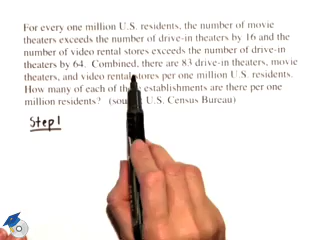 For every one million U.S. residents, the number of movie
theaters exceeds the number of drive-in theaters by 16 and the
number of video rental stores exceeds the number of drive-in
theaters by 64. Combined, there are 83 drive-in theaters, movie
theaters, and video rental stores per one million U.S. residents.
How many of each of establishments are there per one
million residents? U.S. Census Bureau)
Step 1